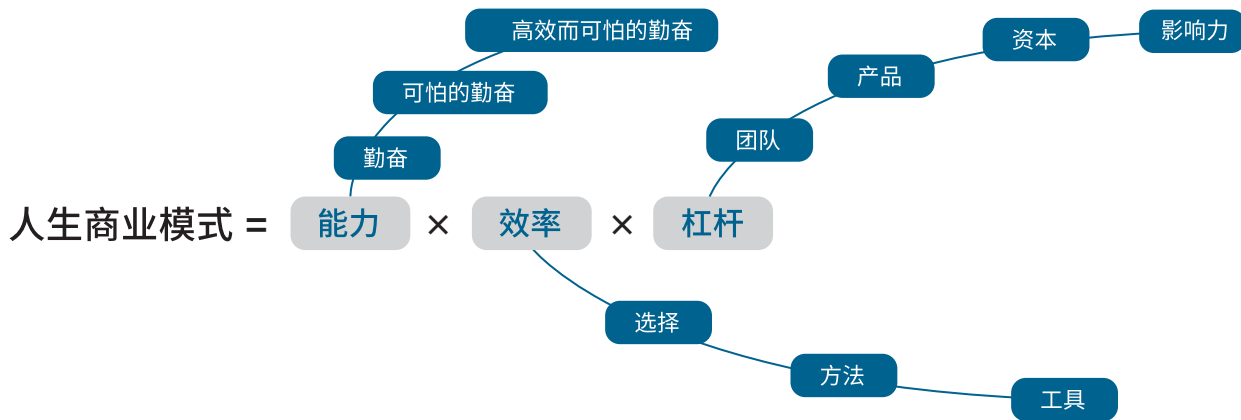 高效而可怕的勤奋
可怕的勤奋
勤奋
影响力
资本
产品
团队
人生商业模式 = 能力 × 效率 × 杠杆
选择
方法
工具